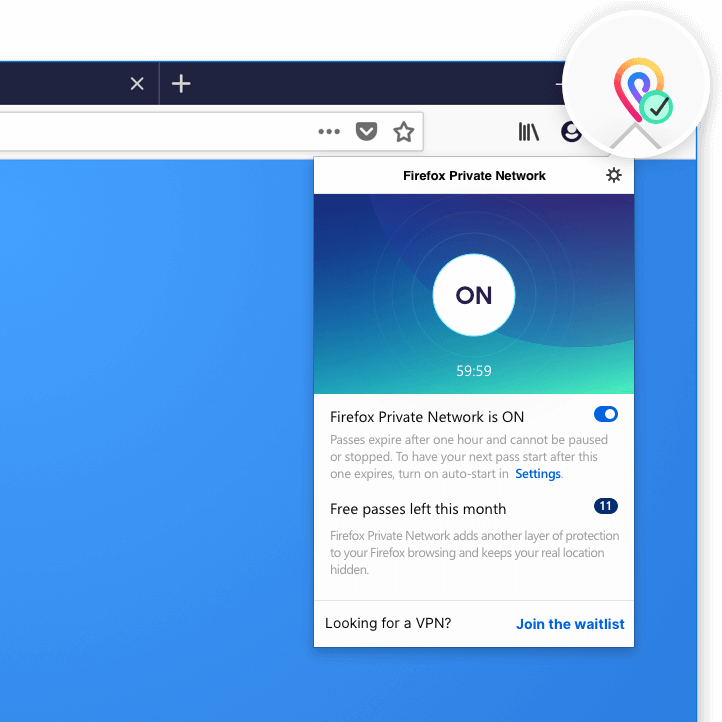 Firefox Private Network
ON
59:59
Firefox Private Network is ON
Passes expire after one hour and cannot be paused
or stopped. To have your next pass start after this
one expires, turn on auto-start in Settings.
Free passes left this month 11
Firefox Private Network adds another layer of protection
to your Firefox browsing and keeps your real location
hidden.
Looking for a VPN? Join the waitlist